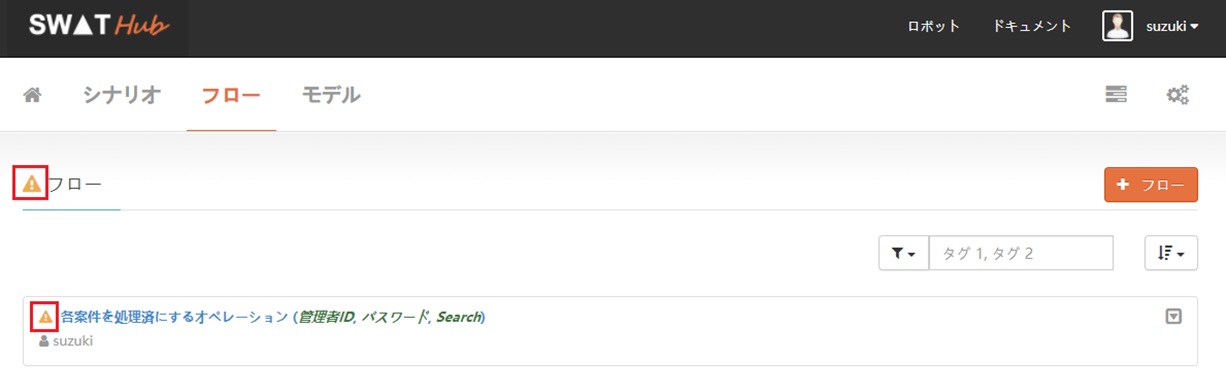 SWAT Hub
ロボット ドキュメント suzuki
シナリオ フロー モデル
フロー
+ フロー
タグ 1, タグ 2
各案件を処理済にするオペレーション (管理者ID, パスワード, Search)
suzuki